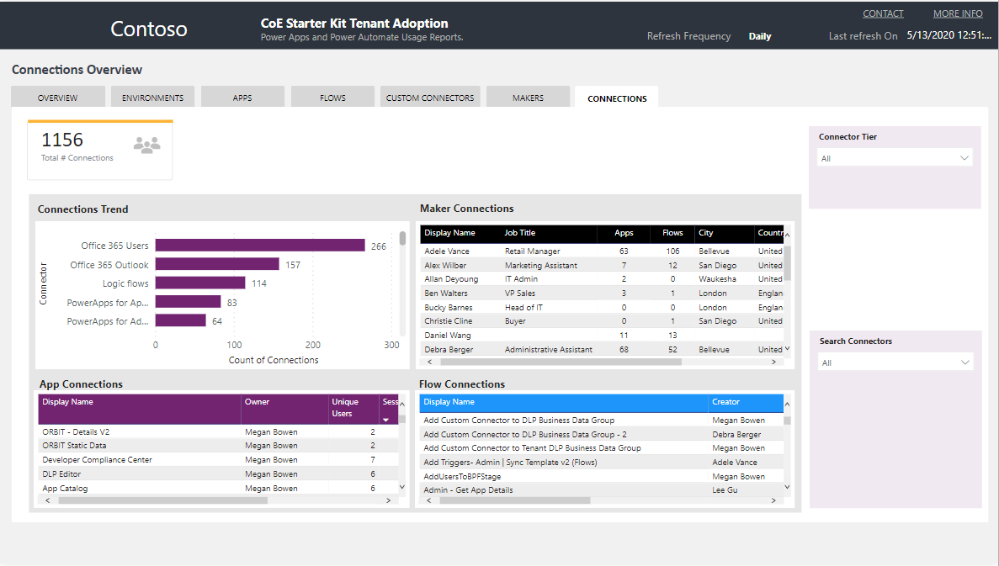 Contoso
CoE Starter Kit Tenant Adoption
Power Apps and Power Automate Usage Reports.
CONTACT MORE INFO
Refresh Frequency Daily Last refresh On 5/13/2020 12:51:...
Connections Overview
OVERVIEW ENVIRONMENTS APPS FLOWS CUSTOM CONNECTORS MAKERS CONNECTIONS
1156
Total # Connections
Connector Tier
All
Connections Trend
Connector
Office 365 Users 266
Office 365 Outlook 157
Logic flows 114
PowerApps for Ap... 83
PowerApps for Ad... 64
0 100 200 300
Count of Connections
Maker Connections
Display Name Job Title Apps Flows City Countr
Adele Vance Retail Manager 63 106 Bellevue United
Alex Wilber Marketing Assistant 7 12 San Diego United
Allan Deyoung IT Admin 2 0 Waukesha United
Ben Walters VP Sales 3 1 London Englan
Bucky Barnes Head of IT 0 0 London Englan
Christie Cline Buyer 0 1 San Diego United
Daniel Wang 11 13
Debra Berger Administrative Assistant 68 52 Bellevue United
Search Connectors
All
App Connections
Display Name Owner Unique Users Sess
ORBIT - Details V2 Megan Bowen 2
ORBIT Static Data Megan Bowen 2
Developer Compliance Center Megan Bowen 7
DLP Editor Megan Bowen 6
App Catalog Megan Bowen 6
Flow Connections
Display Name Creator
Add Custom Connector to DLP Business Data Group Megan Bowen
Add Custom Connector to DLP Business Data Group - 2 Debra Berger
Add Custom Connector to Tenant DLP Business Data Group Megan Bowen
Add Triggers- Admin | Sync Template v2 (Flows) Adele Vance
AddUsersToBPFStage Megan Bowen
Admin - Get App Details Lee Gu